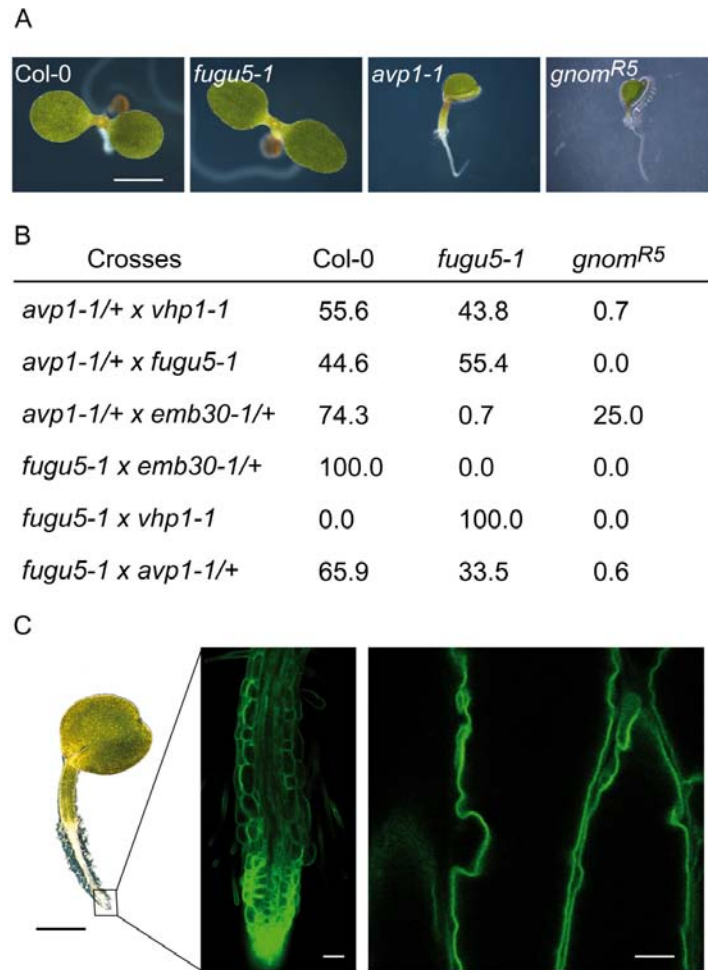 A
Col-0 fugu5-1 avp1-1 gnomR5
B
Crosses Col-0 fugu5-1 gnomR5
avp1-1/+ x vhp1-1 55.6 43.8 0.7
avp1-1/+ x fugu5-1 44.6 55.4 0.0
avp1-1/+ x emb30-1/+ 74.3 0.7 25.0
fugu5-1 x emb30-1/+ 100.0 0.0 0.0
fugu5-1 x vhp1-1 0.0 100.0 0.0
fugu5-1 x avp1-1/+ 65.9 33.5 0.6
C